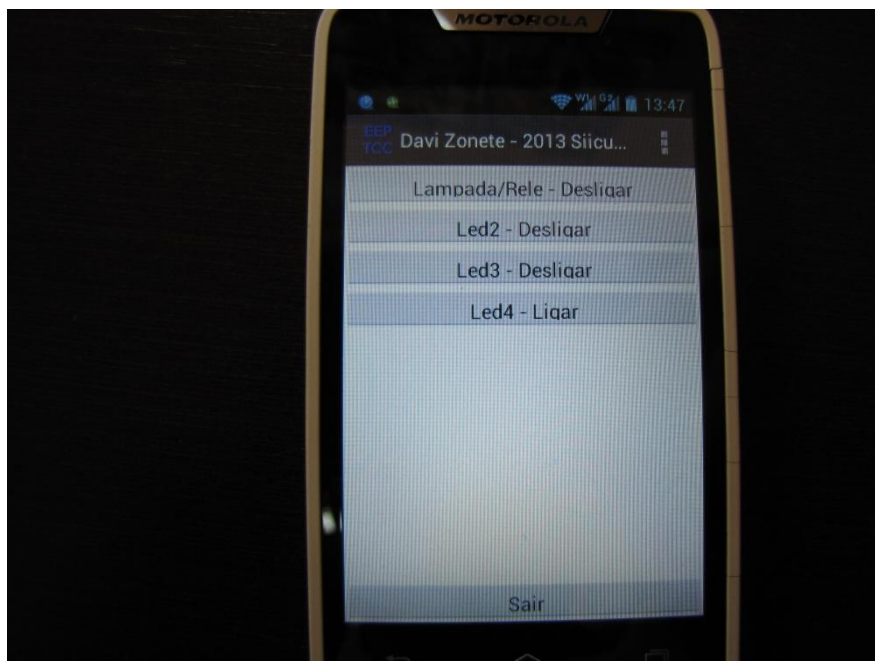 MOTOROLA
13:47
EEP
TCC
Davi Zonete - 2013 Siicu...
Lampada/Rele - Desligar
Led2 - Desligar
Led3 - Desligar
Led4 - Ligar
Sair